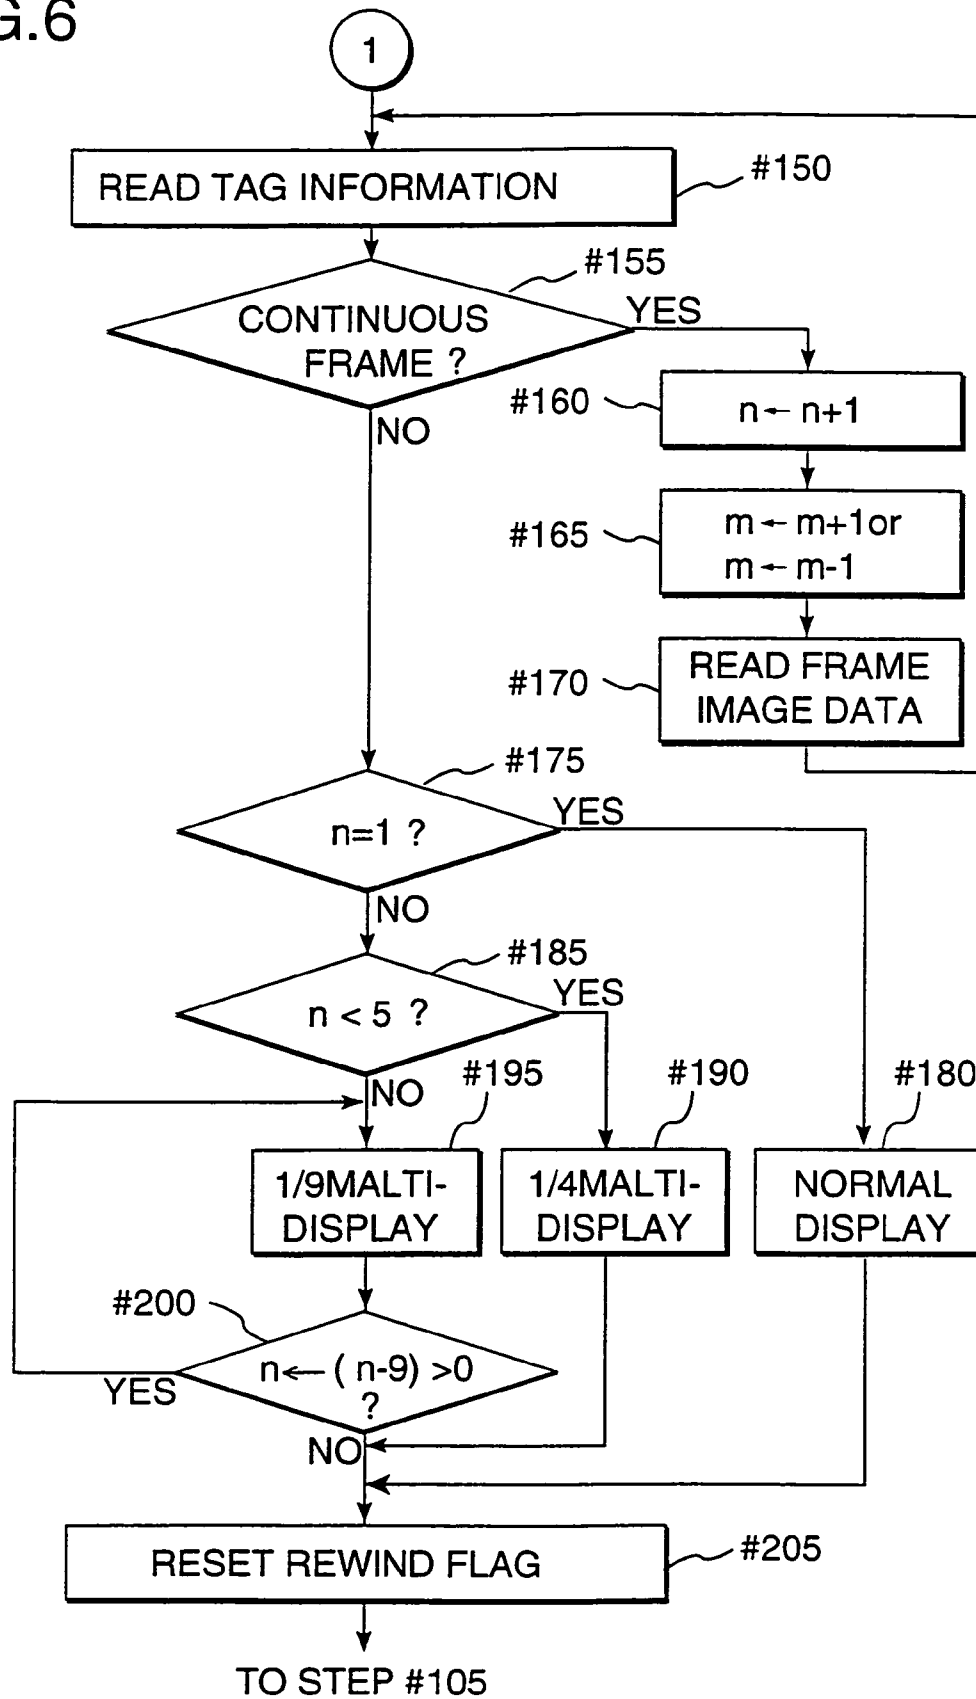 G.6
1
READ TAG INFORMATION
#150
#155
CONTINUOUS
FRAME ?
YES
NO
#160
n←n+1
#165
m←m+1or
m←m-1
#170
READ FRAME
IMAGE DATA
#175
n=1 ?
YES
NO
#185
n < 5 ?
YES
NO
#195
#190
#180
1/9MALTI-
DISPLAY
1/4MALTI-
DISPLAY
NORMAL
DISPLAY
#200
n←( n-9) >0
?
YES
NO
RESET REWIND FLAG
#205
TO STEP #105